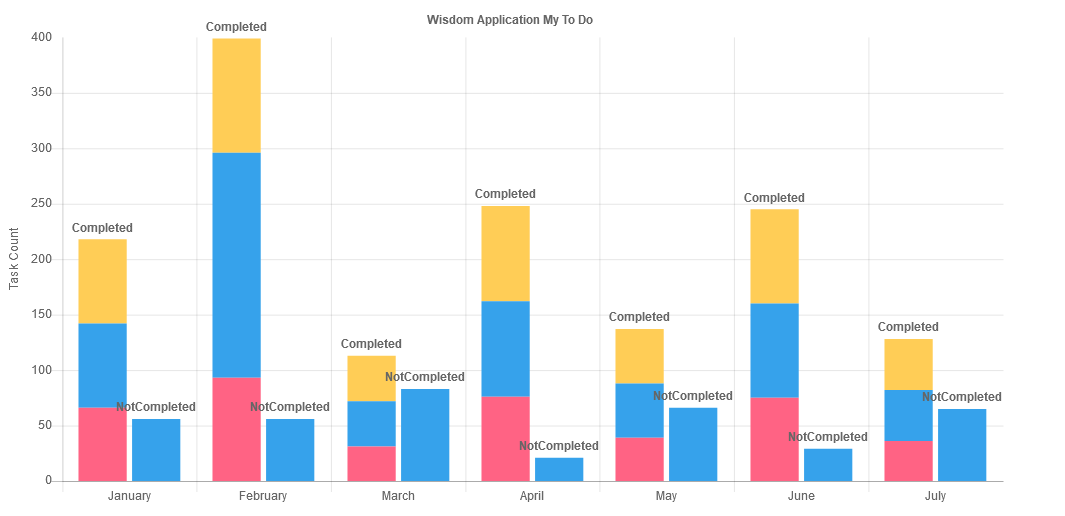 Wisdom Application My To Do
Task Count
400
350
300
250
200
150
100
50
0
Completed
NotCompleted
Completed
NotCompleted
Completed
NotCompleted
Completed
NotCompleted
Completed
NotCompleted
Completed
NotCompleted
Completed
NotCompleted
January
February
March
April
May
June
July